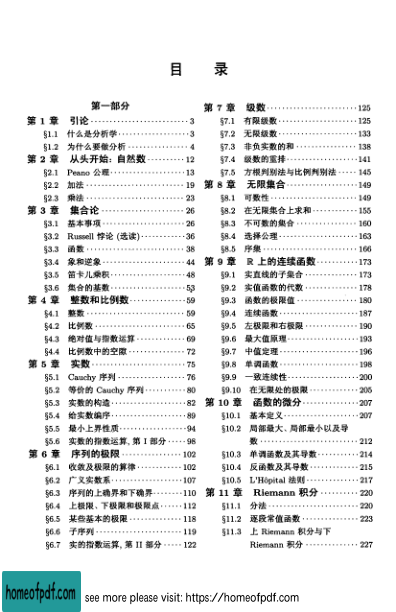 目 录
第一部分
第 1 章 引论 3
§1.1 什么是分析学 3
§1.2 为什么要做分析 4
第 2 章 从头开始：自然数 12
§2.1 Peano 公理 13
§2.2 加法 19
§2.3 乘法 23
第 3 章 集合论 26
§3.1 基本事项 26
§3.2 Russell 悖论 (选读) 36
§3.3 函数 38
§3.4 象和逆象 44
§3.5 笛卡儿乘积 48
§3.6 集合的基数 53
第 4 章 整数和比例数 59
§4.1 整数 59
§4.2 比例数 65
§4.3 绝对值与指数运算 69
§4.4 比例数中的空隙 72
第 5 章 实数 75
§5.1 Cauchy 序列 76
§5.2 等价的 Cauchy 序列 80
§5.3 实数的构造 82
§5.4 给实数编序 89
§5.5 最小上界性质 94
§5.6 实数的指数运算, 第 I 部分 98
第 6 章 序列的极限 102
§6.1 收敛及极限的算律 102
§6.2 广义实数系 107
§6.3 序列的上确界和下确界 110
§6.4 上极限、下极限和极限点 112
§6.5 某些基本的极限 118
§6.6 子序列 119
§6.7 实的指数运算, 第 II 部分 122
第 7 章 级数 125
§7.1 有限级数 125
§7.2 无限级数 133
§7.3 非负实数的和 138
§7.4 级数的重排 141
§7.5 方根判别法与比例判别法 145
第 8 章 无限集合 149
§8.1 可数性 149
§8.2 在无限集合上求和 155
§8.3 不可数的集合 160
§8.4 选择公理 163
§8.5 序集 166
第 9 章 R 上的连续函数 173
§9.1 实直线的子集合 173
§9.2 实值函数的代数 178
§9.3 函数的极限值 180
§9.4 连续函数 187
§9.5 左极限和右极限 190
§9.6 最大值原理 193
§9.7 中值定理 196
§9.8 单调函数 198
§9.9 一致连续性 200
§9.10 在无限处的极限 205
第 10 章 函数的微分 207
§10.1 基本定义 207
§10.2 局部最大、局部最小以及导
数 212
§10.3 单调函数及其导数 214
§10.4 反函数及其导数 215
§10.5 L'Hôpital 法则 217
第 11 章 Riemann 积分 220
§11.1 分法 220
§11.2 逐段常值函数 223
§11.3 上 Riemann 积分与下
Riemann 积分 227
homeofpdf.com
see more please visit: https://homeofpdf.com